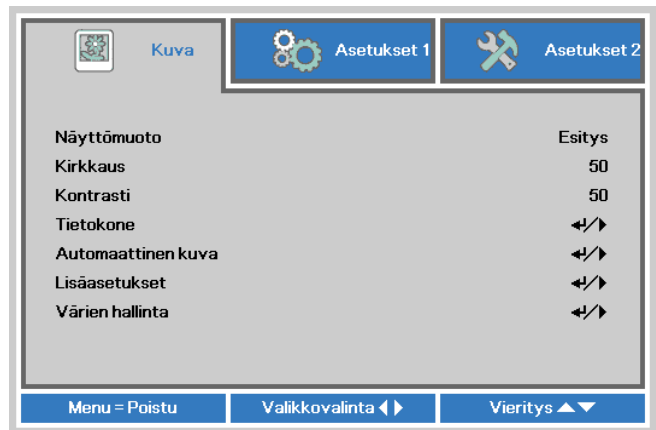 Kuva Asetukset 1 Asetukset 2
Näyttömuoto Esitys
Kirkkaus 50
Kontrasti 50
Tietokone ↵/▶
Automaattinen kuva ↵/▶
Lisäasetukset ↵/▶
Värien hallinta ↵/▶
Menu = Poistu Valikkovalinta ◀▶ Vieritys ▲▼